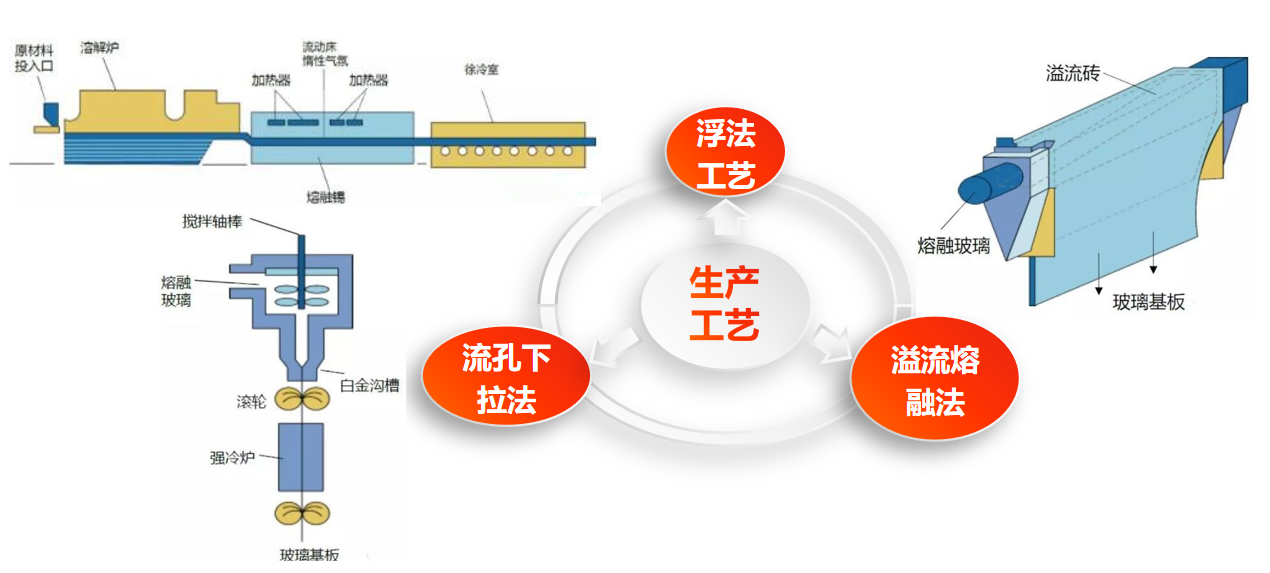 原材料
投入口
溶解炉
流动床
惰性气氛
加热器
加热器
徐冷室
熔融锡
搅拌轴棒
熔融
玻璃
白金沟槽
滚轮
强冷炉
玻璃基板
浮法
工艺
生产
工艺
流孔下
拉法
溢流熔
融法
溢流砖
熔融玻璃
玻璃基板